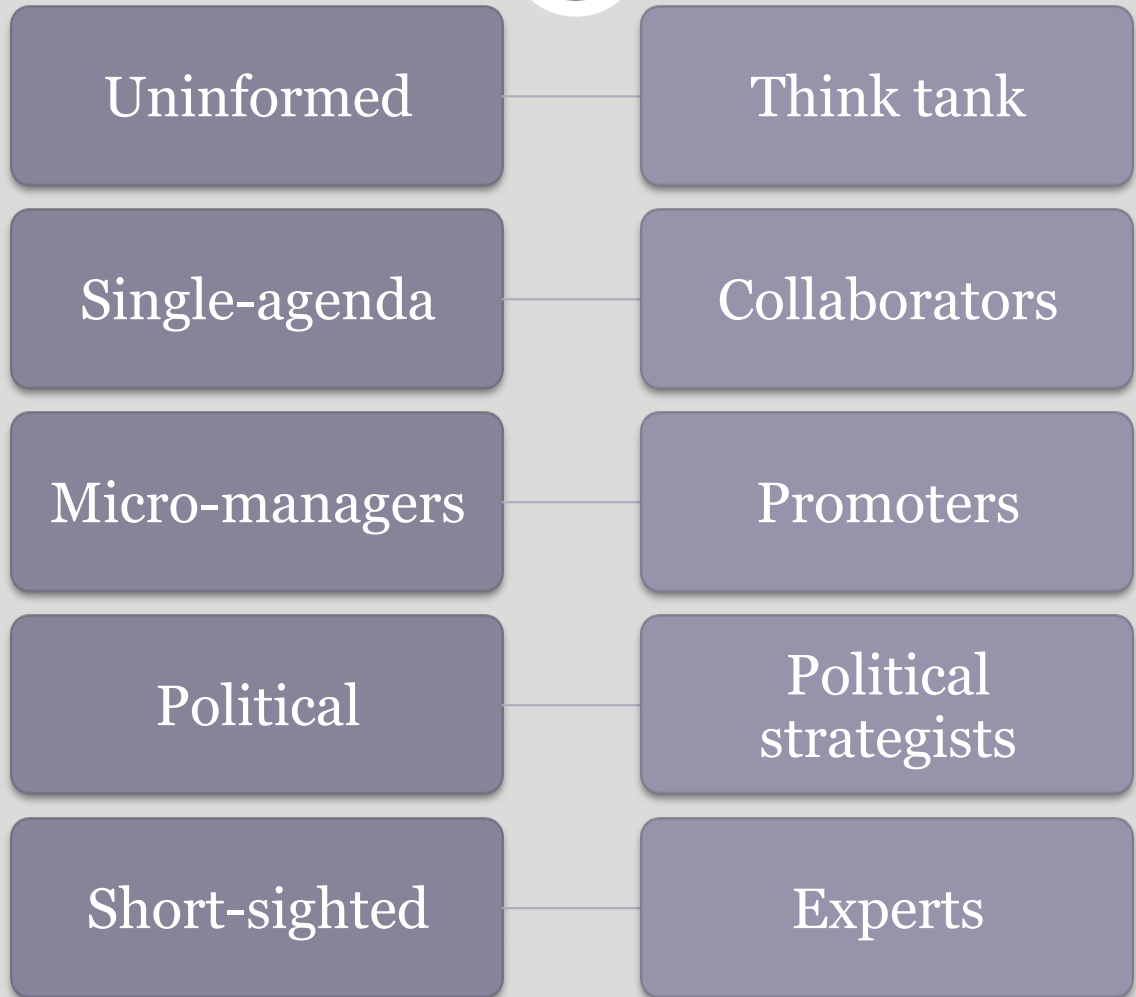 Uninformed
Think tank
Single-agenda
Collaborators
Micro-managers
Promoters
Political
Political
strategists
Short-sighted
Experts